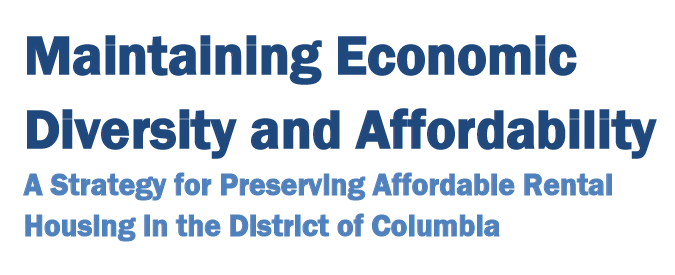 Maintaining Economic
Diversity and Affordability
A Strategy for Preserving Affordable Rental
Housing in the District of Columbia